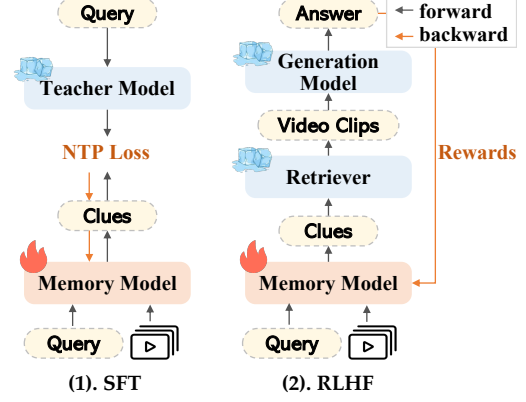 Query
Teacher Model
NTP Loss
Clues
Memory Model
Query
(1). SFT
Answer
forward
backward
Generation
Model
Video Clips
Rewards
Retriever
Clues
Memory Model
Query
(2). RLHF